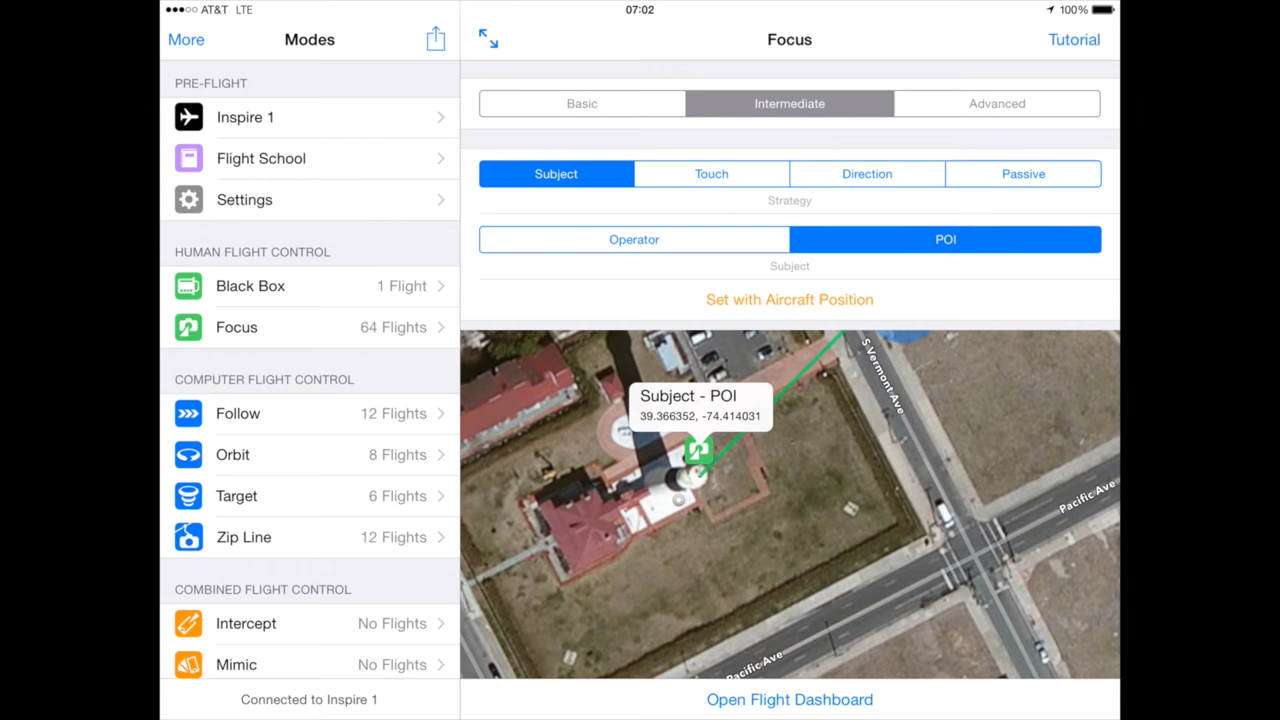 AT&T LTE
07:02
100%
More
Modes
Focus
Tutorial
PRE-FLIGHT
Inspire 1
Flight School
Settings
HUMAN FLIGHT CONTROL
Black Box 1 Flight
Focus 64 Flights
COMPUTER FLIGHT CONTROL
Follow 12 Flights
Orbit 8 Flights
Target 6 Flights
Zip Line 12 Flights
COMBINED FLIGHT CONTROL
Intercept No Flights
Mimic No Flights
Connected to Inspire 1
Basic Intermediate Advanced
Subject Touch Direction Passive
Strategy
Operator POI
Subject
Set with Aircraft Position
S Vermont Ave
Subject - POI
39.366352, -74.414031
Pacific Ave
Pacific Ave
Open Flight Dashboard